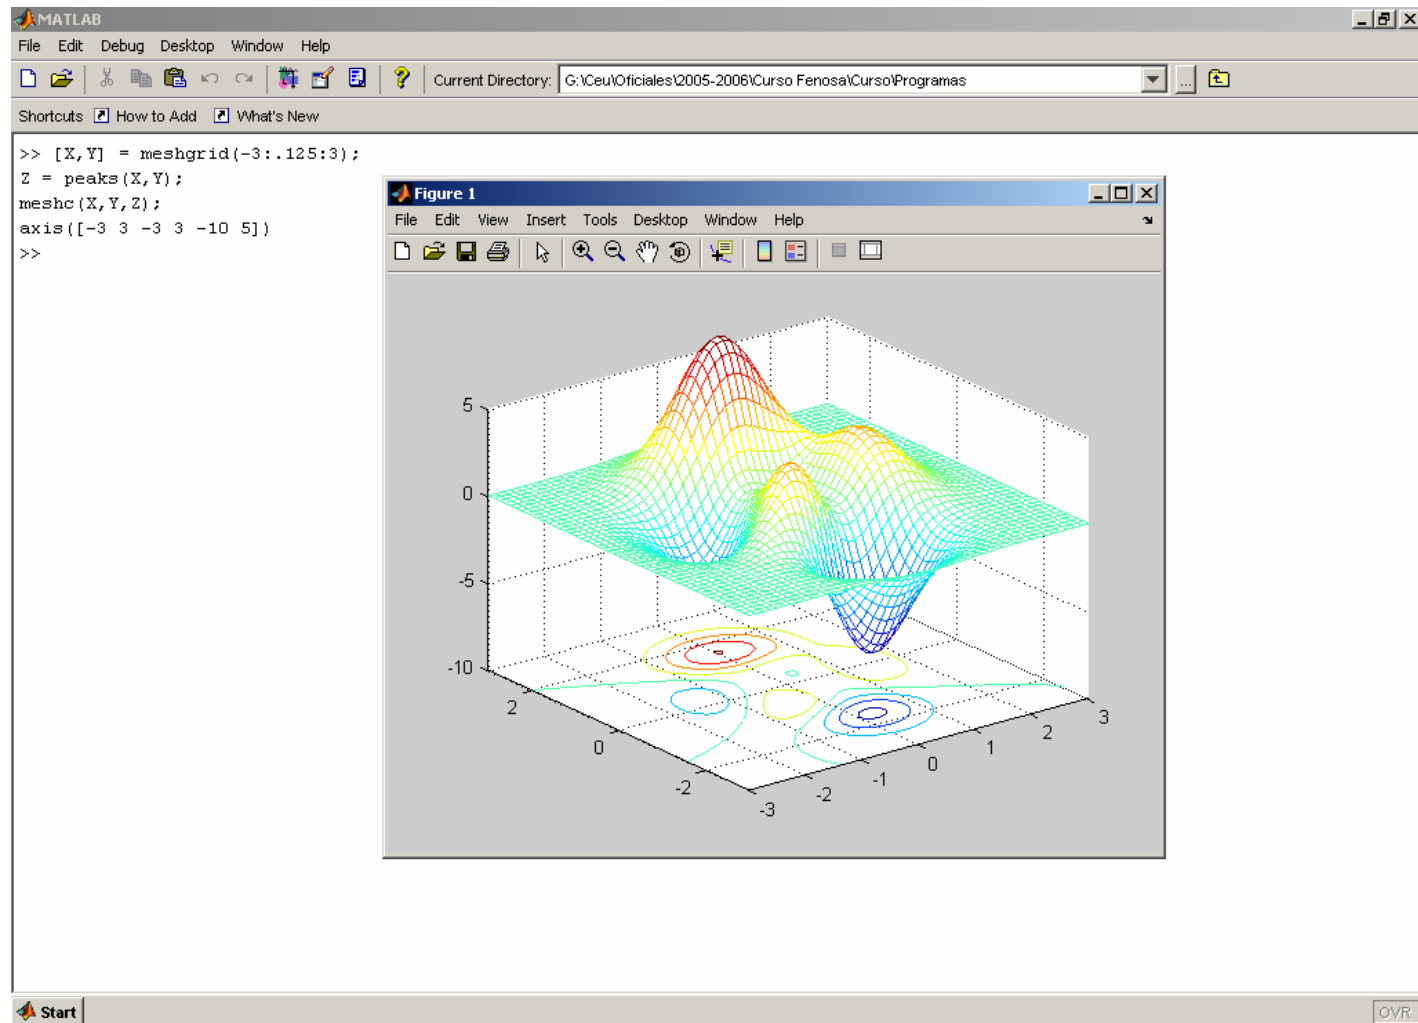 MATLAB
File Edit Debug Desktop Window Help
Current Directory: G:\Ceu\Oficiales\2005-2006\Curso Fenosa\Curso\Programas
...
Shortcuts How to Add What's New
>> [X,Y] = meshgrid(-3:.125:3);
Z = peaks(X,Y);
meshc(X,Y,Z);
axis([-3 3 -3 3 -10 5])
>>
Figure 1
File Edit View Insert Tools Desktop Window Help
5
0
-5
-10
2
0
-2
-3
-2
-1
0
1
2
3
Start
OVR